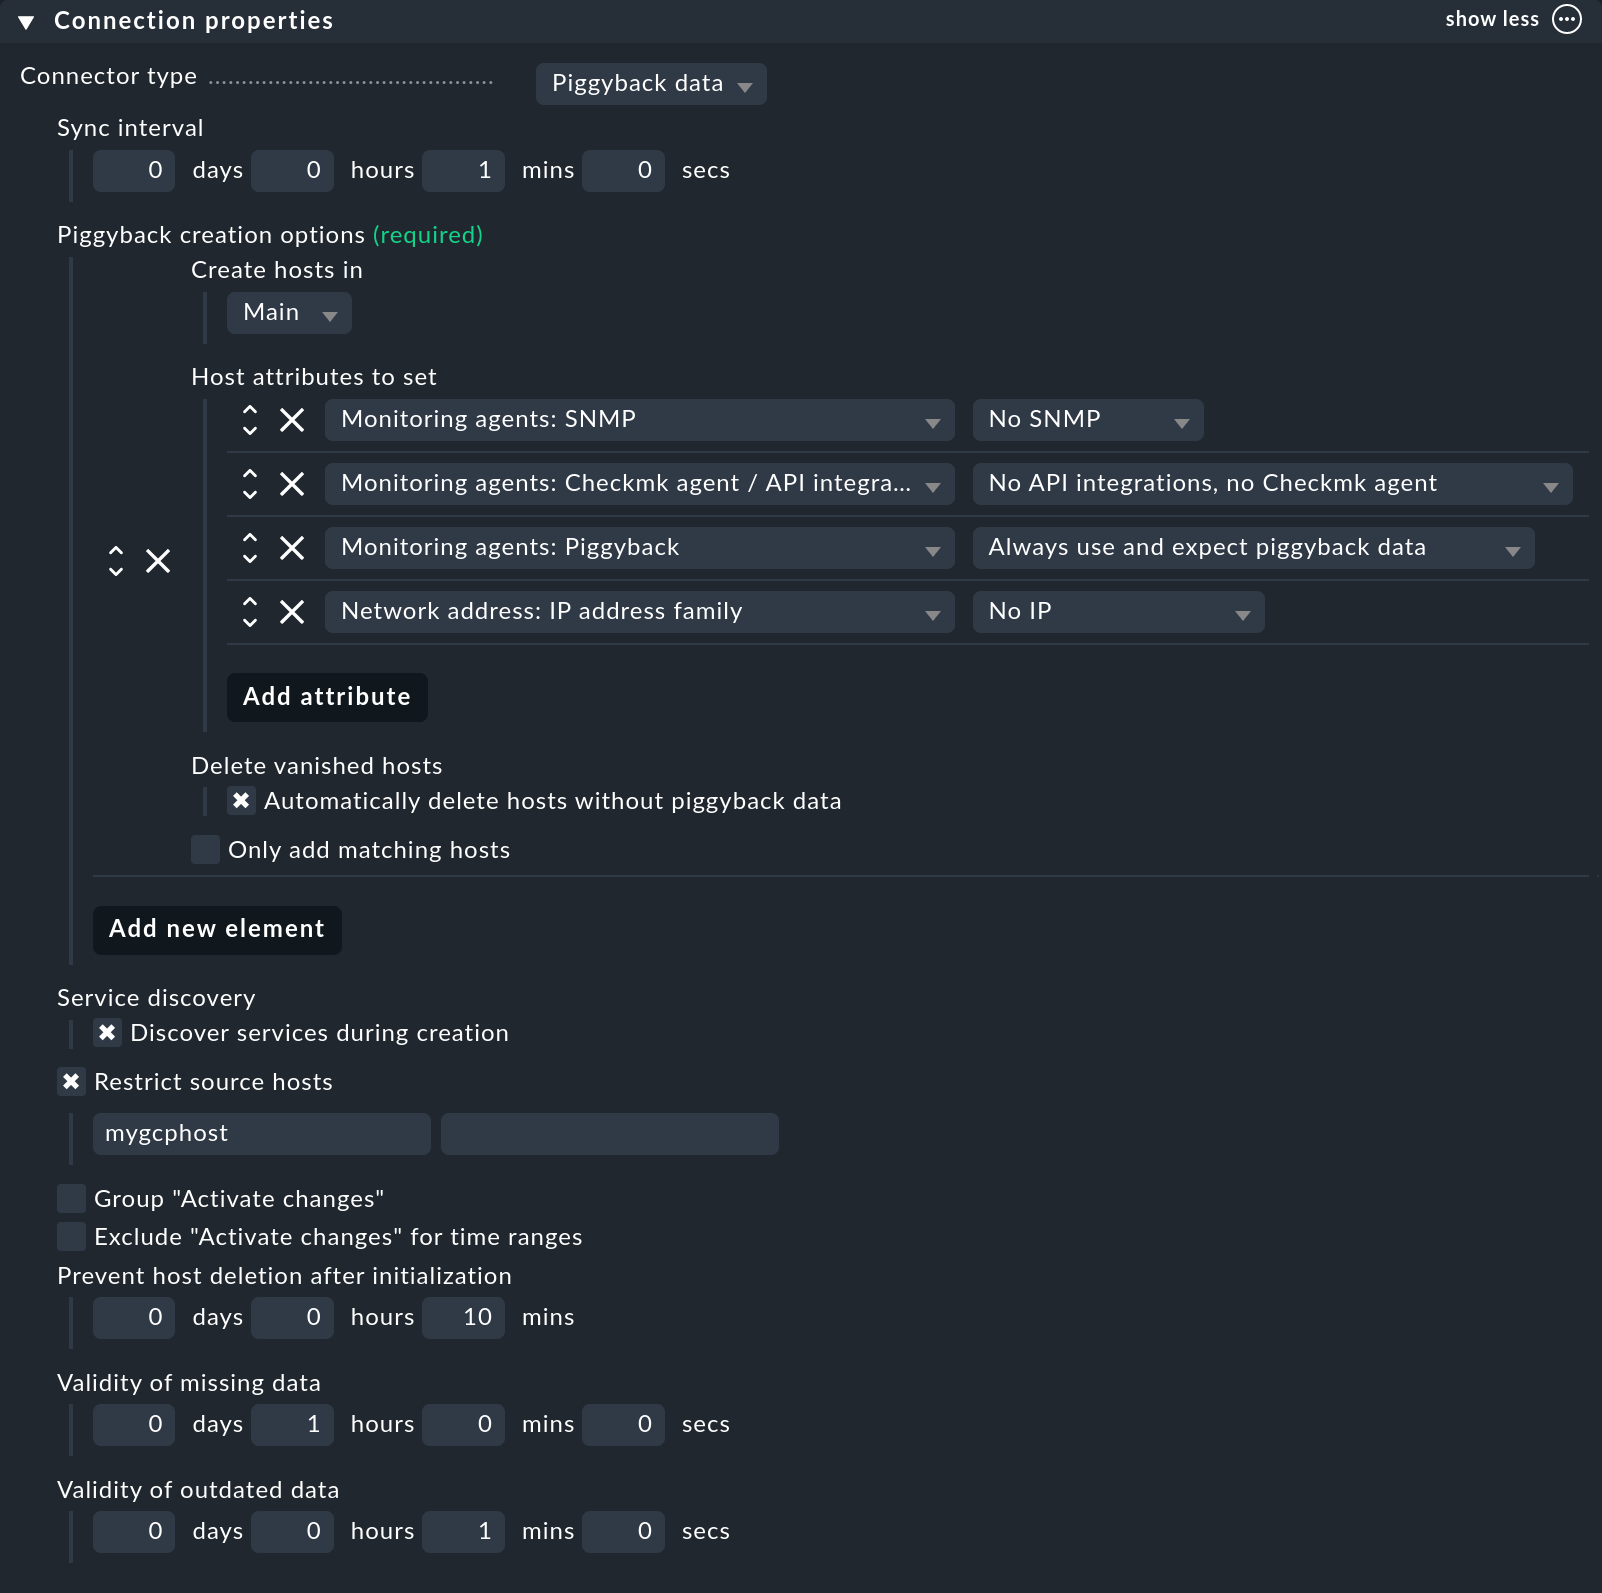 Connection properties show less
Connector type Piggyback data
Sync interval
0 days 0 hours 1 mins 0 secs
Piggyback creation options (required)
Create hosts in
Main
Host attributes to set
Monitoring agents: SNMP No SNMP
Monitoring agents: Checkmk agent / API integra... No API integrations, no Checkmk agent
Monitoring agents: Piggyback Always use and expect piggyback data
Network address: IP address family No IP
Add attribute
Delete vanished hosts
Automatically delete hosts without piggyback data
Only add matching hosts
Add new element
Service discovery
Discover services during creation
Restrict source hosts
mygcphost
Group "Activate changes"
Exclude "Activate changes" for time ranges
Prevent host deletion after initialization
0 days 0 hours 10 mins
Validity of missing data
0 days 1 hours 0 mins 0 secs
Validity of outdated data
0 days 0 hours 1 mins 0 secs